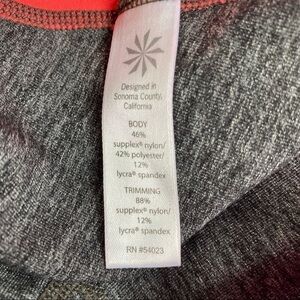 Designed in
Sonoma County,
California
BODY
46%
supplex® nylon/
42% polyester/
12%
lycra® spandex
TRIMMING
88%
supplex® nylon/
12%
lycra® spandex
RN #54023